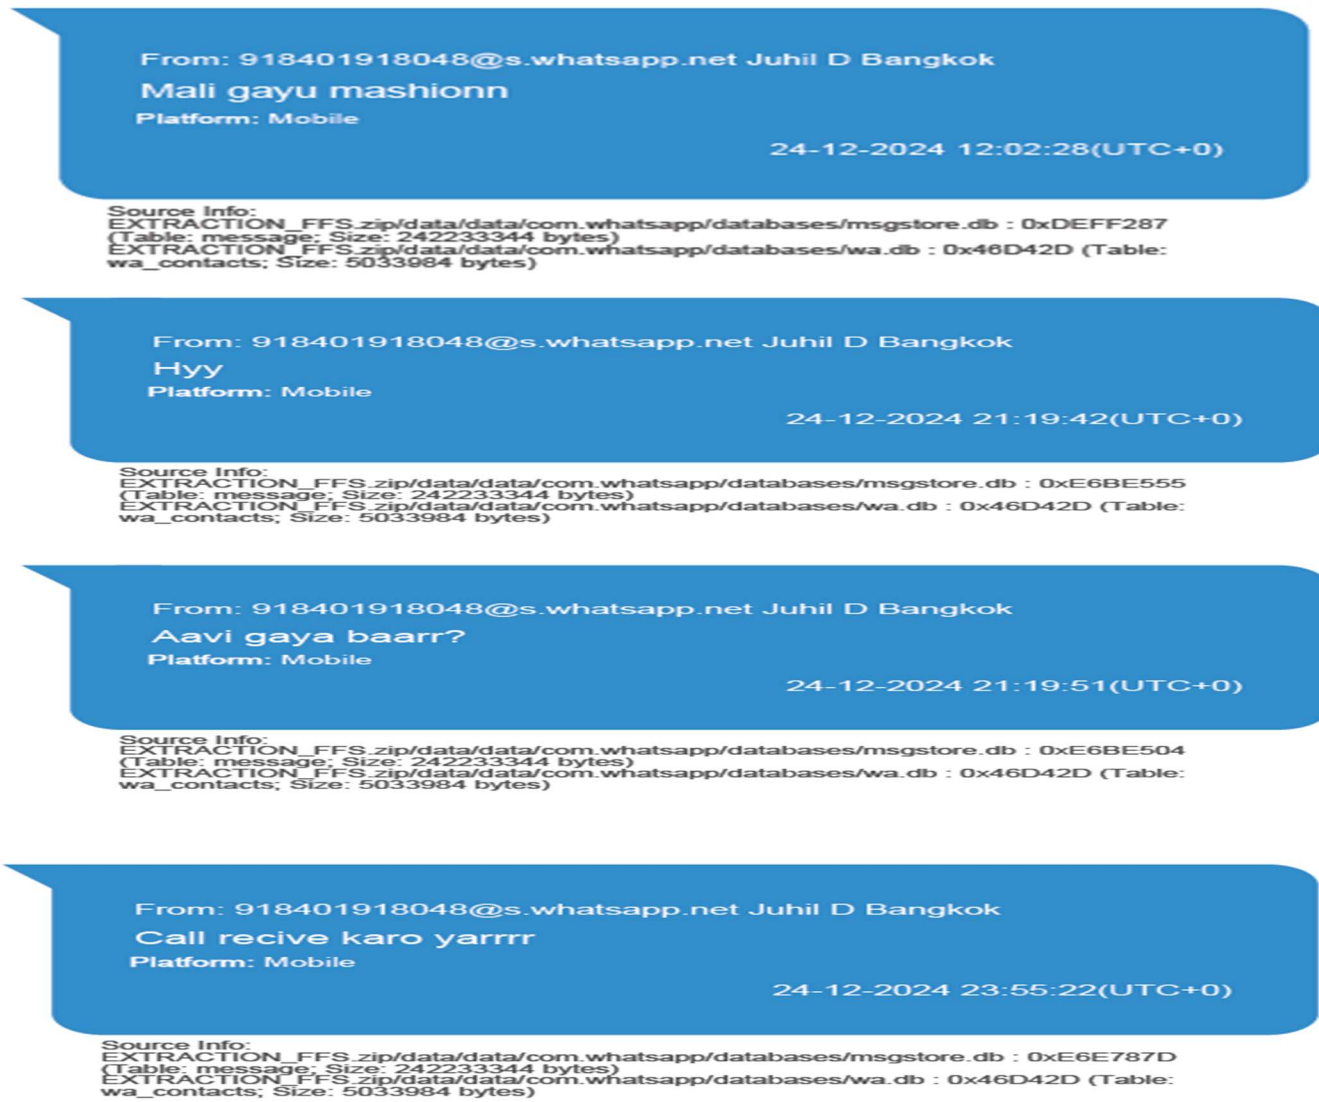 From: 918401918048@s.whatsapp.net Juhil D Bangkok
Mali gayu mashionn
Platform: Mobile
24-12-2024 12:02:28(UTC+0)
Source Info:
EXTRACTION_FFS.zip/data/data/com.whatsapp/databases/msgstore.db : 0xDEFF287
(Table: message; Size: 242233344 bytes)
EXTRACTION_FFS.zip/data/data/com.whatsapp/databases/wa.db : 0x46D42D (Table:
wa_contacts; Size: 5033984 bytes)
From: 918401918048@s.whatsapp.net Juhil D Bangkok
Hyy
Platform: Mobile
24-12-2024 21:19:42(UTC+0)
Source Info:
EXTRACTION_FFS.zip/data/data/com.whatsapp/databases/msgstore.db : 0xE6BE555
(Table: message; Size: 242233344 bytes)
EXTRACTION_FFS.zip/data/data/com.whatsapp/databases/wa.db : 0x46D42D (Table:
wa_contacts; Size: 5033984 bytes)
From: 918401918048@s.whatsapp.net Juhil D Bangkok
Aavi gaya baarr?
Platform: Mobile
24-12-2024 21:19:51(UTC+0)
Source Info:
EXTRACTION_FFS.zip/data/data/com.whatsapp/databases/msgstore.db : 0xE6BE504
(Table: message; Size: 242233344 bytes)
EXTRACTION_FFS.zip/data/data/com.whatsapp/databases/wa.db : 0x46D42D (Table:
wa_contacts; Size: 5033984 bytes)
From: 918401918048@s.whatsapp.net Juhil D Bangkok
Call recive karo yarrrr
Platform: Mobile
24-12-2024 23:55:22(UTC+0)
Source Info:
EXTRACTION_FFS.zip/data/data/com.whatsapp/databases/msgstore.db : 0xE6E787D
(Table: message; Size: 242233344 bytes)
EXTRACTION_FFS.zip/data/data/com.whatsapp/databases/wa.db : 0x46D42D (Table:
wa_contacts; Size: 5033984 bytes)